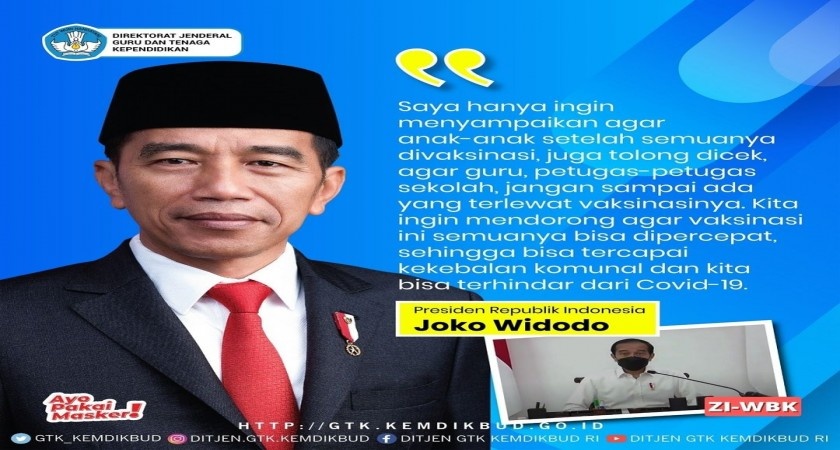 DIREKTORAT JENDERAL
GURU DAN TENAGA
KEPENDIDIKAN
Saya hanya ingin
menyampaikan agar
anak-anak setelah semuanya
divaksinasi, juga tolong dicek,
agar guru, petugas-petugas
sekolah, jangan sampai ada
yang terlewat vaksinasinya. Kita
ingin mendorong agar vaksinasi
ini semuanya bisa dipercepat,
sehingga bisa tercapai
kekebalan komunal dan kita
bisa terhindar dari Covid-19.
Presiden Republik Indonesia
Joko Widodo
Ayo
Pakai
Masker!
ZI-WBK
HTTP://GTK.KEMDIKBUD.GO.ID
GTK_KEMDIKBUD DITJEN.GTK.KEMDIKBUD DITJEN GTK KEMDIKBUD RI DITJEN GTK KEMDIKBUD RI